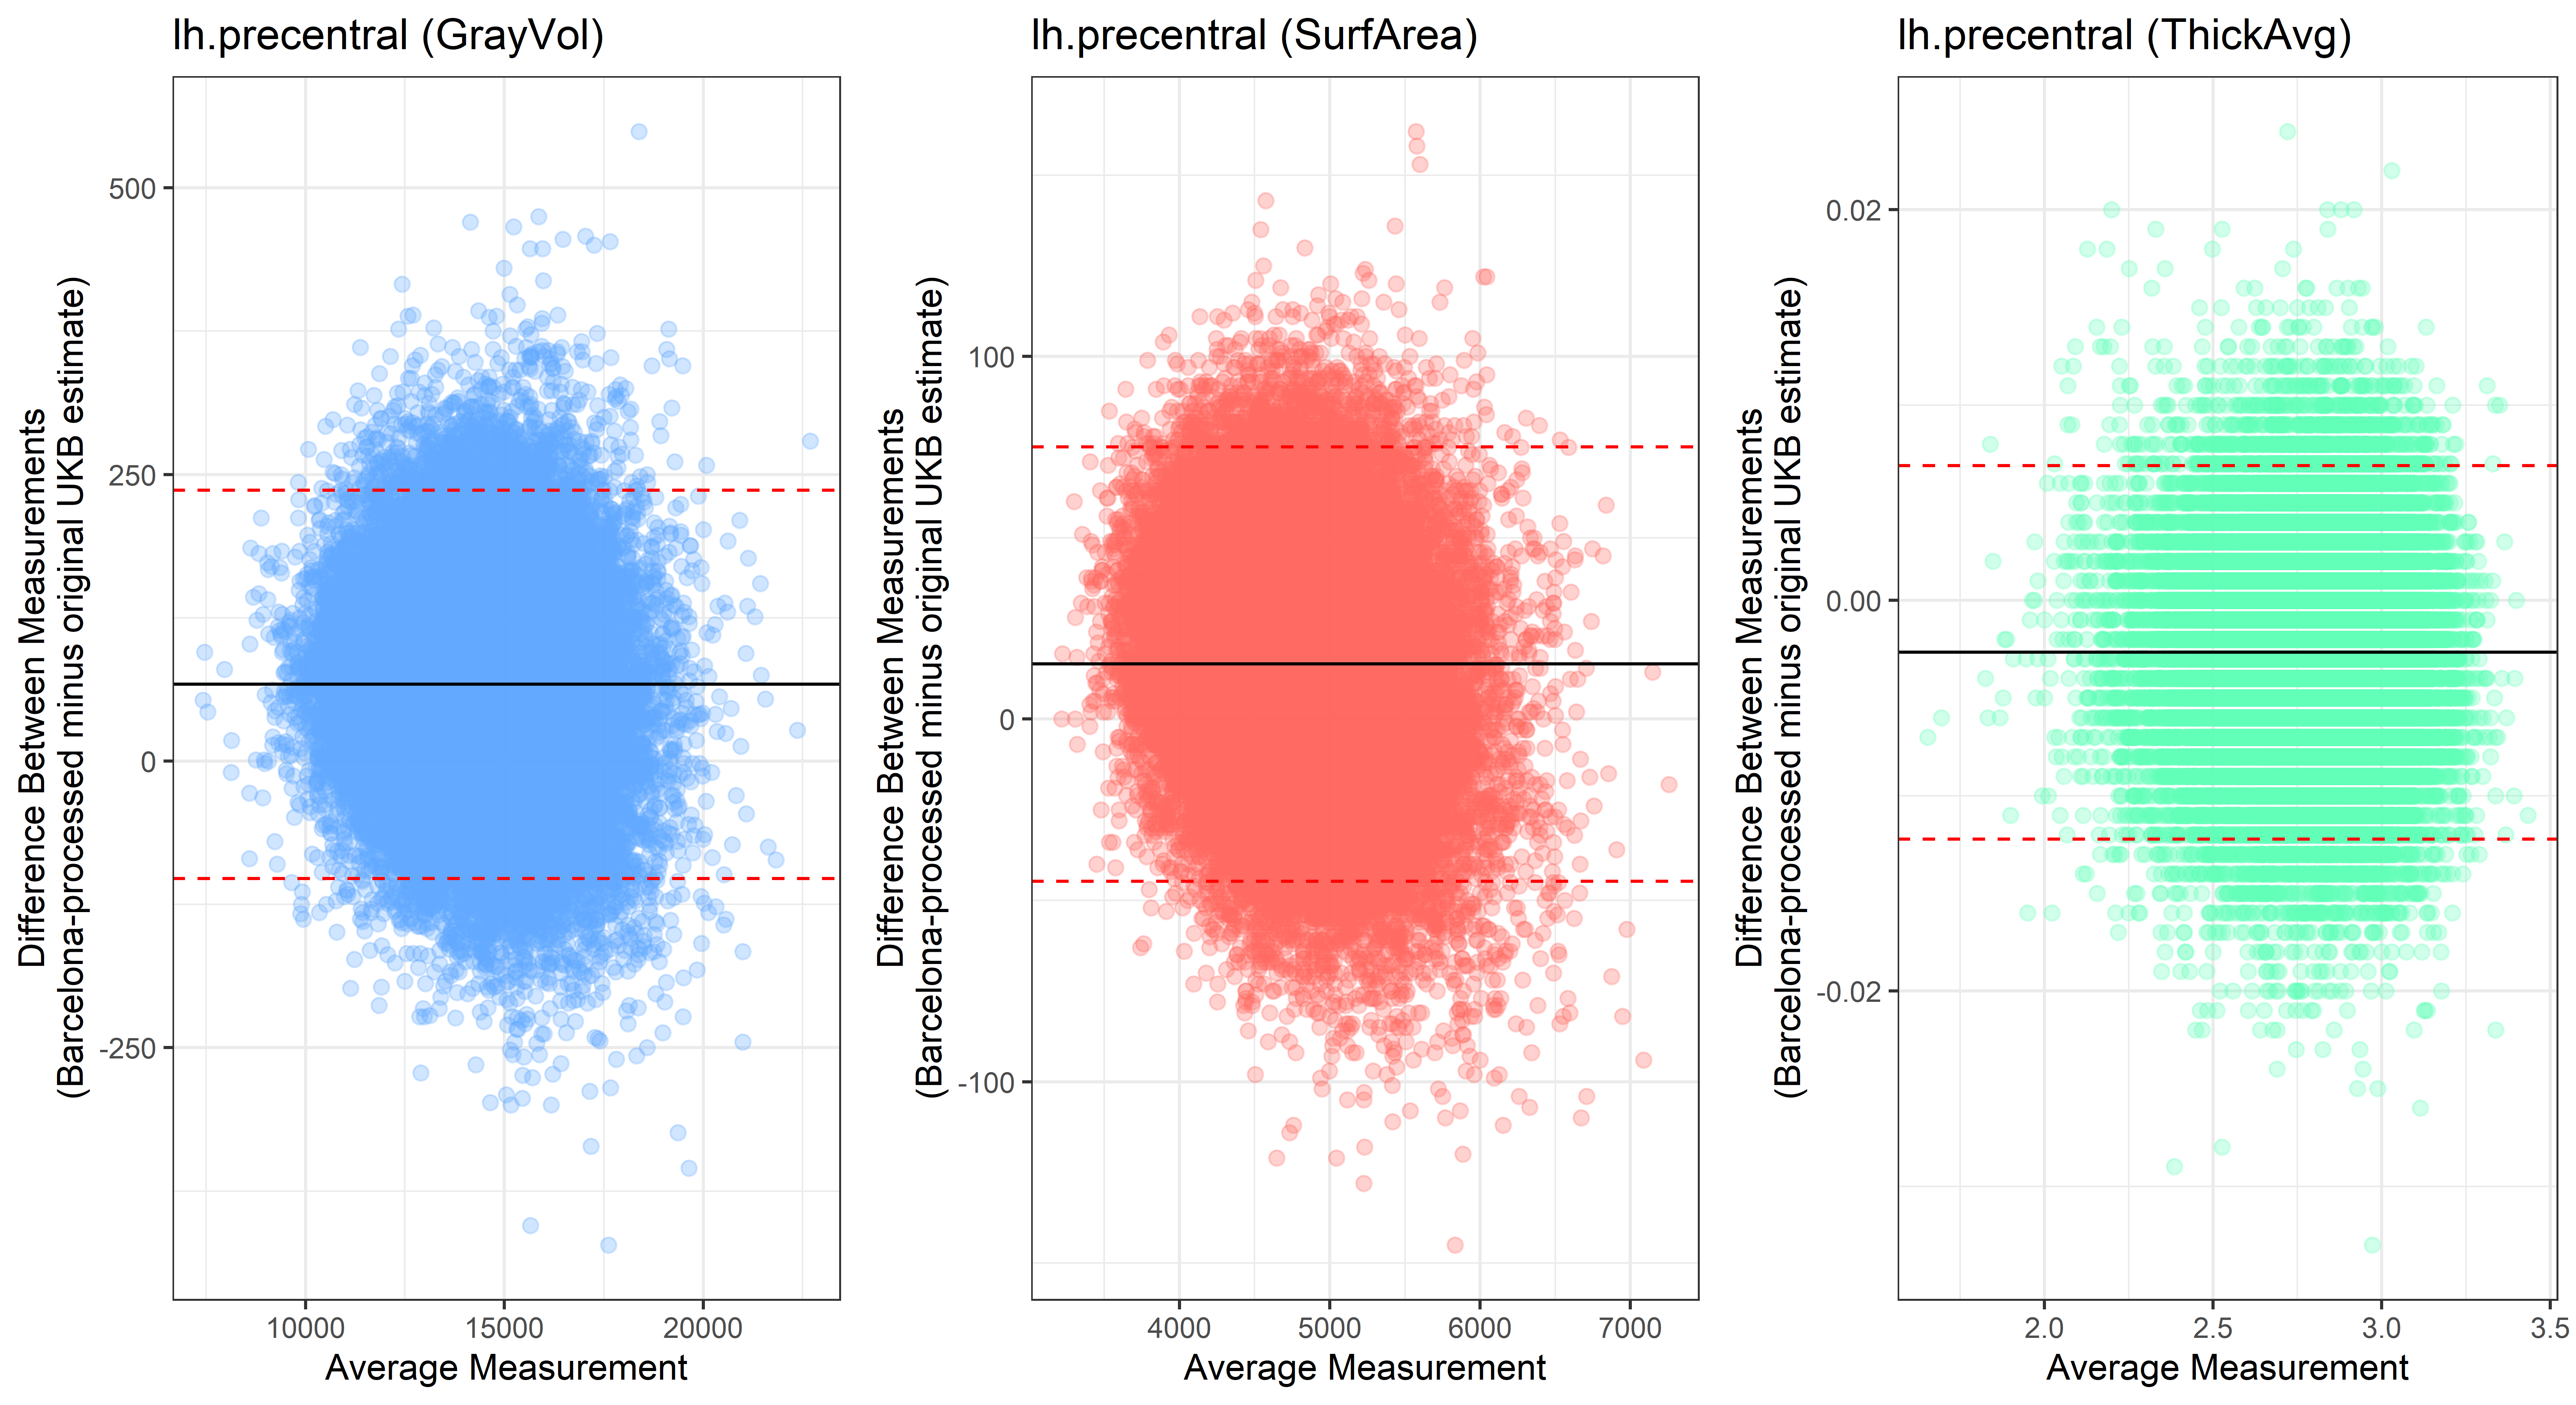 lh.precentral (GrayVol)
Difference Between Measurements
(Barcelona-processed minus original UKB estimate)
500
250
0
-250
10000 15000 20000
Average Measurement
lh.precentral (SurfArea)
Difference Between Measurements
(Barcelona-processed minus original UKB estimate)
100
0
-100
4000 5000 6000 7000
Average Measurement
lh.precentral (ThickAvg)
Difference Between Measurements
(Barcelona-processed minus original UKB estimate)
0.02
0.00
-0.02
2.0 2.5 3.0 3.5
Average Measurement